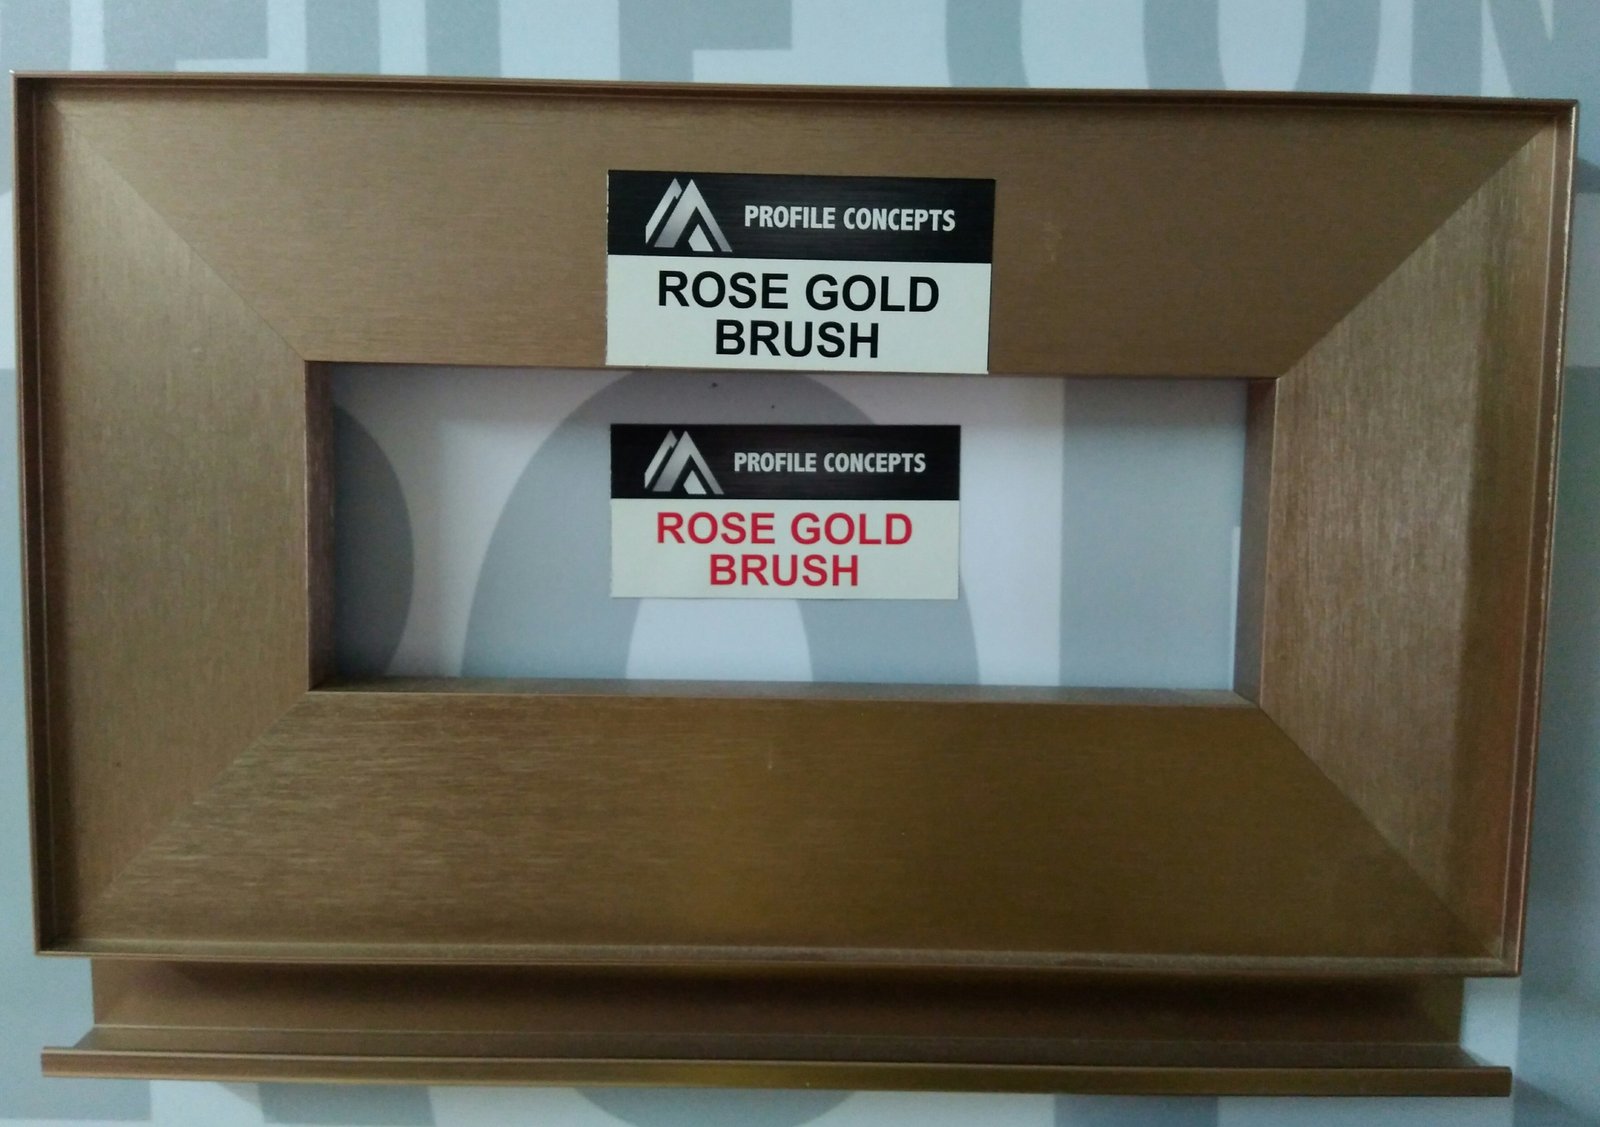 PROFILE CONCEPTS
ROSE GOLD
BRUSH
PROFILE CONCEPTS
ROSE GOLD
BRUSH